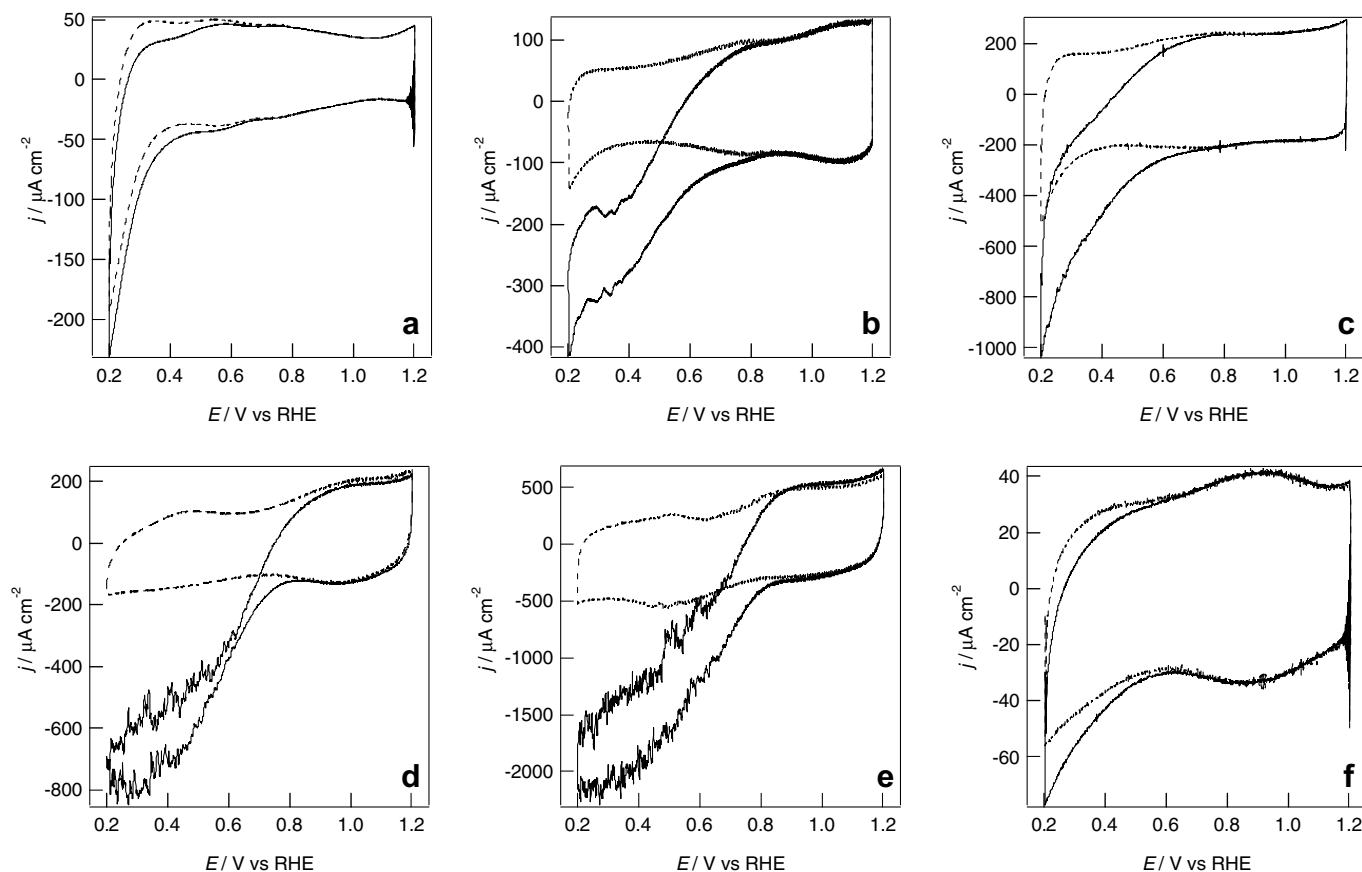 50
0
-50
-100
-150
-200
j / µA cm⁻²
0.2 0.4 0.6 0.8 1.0 1.2
E / V vs RHE
a
100
0
-100
-200
-300
-400
j / µA cm⁻²
0.2 0.4 0.6 0.8 1.0 1.2
E / V vs RHE
b
200
0
-200
-400
-600
-800
-1000
j / µA cm⁻²
0.2 0.4 0.6 0.8 1.0 1.2
E / V vs RHE
c
200
0
-200
-400
-600
-800
j / µA cm⁻²
0.2 0.4 0.6 0.8 1.0 1.2
E / V vs RHE
d
500
0
-500
-1000
-1500
-2000
j / µA cm⁻²
0.2 0.4 0.6 0.8 1.0 1.2
E / V vs RHE
e
40
20
0
-20
-40
-60
j / µA cm⁻²
0.2 0.4 0.6 0.8 1.0 1.2
E / V vs RHE
f